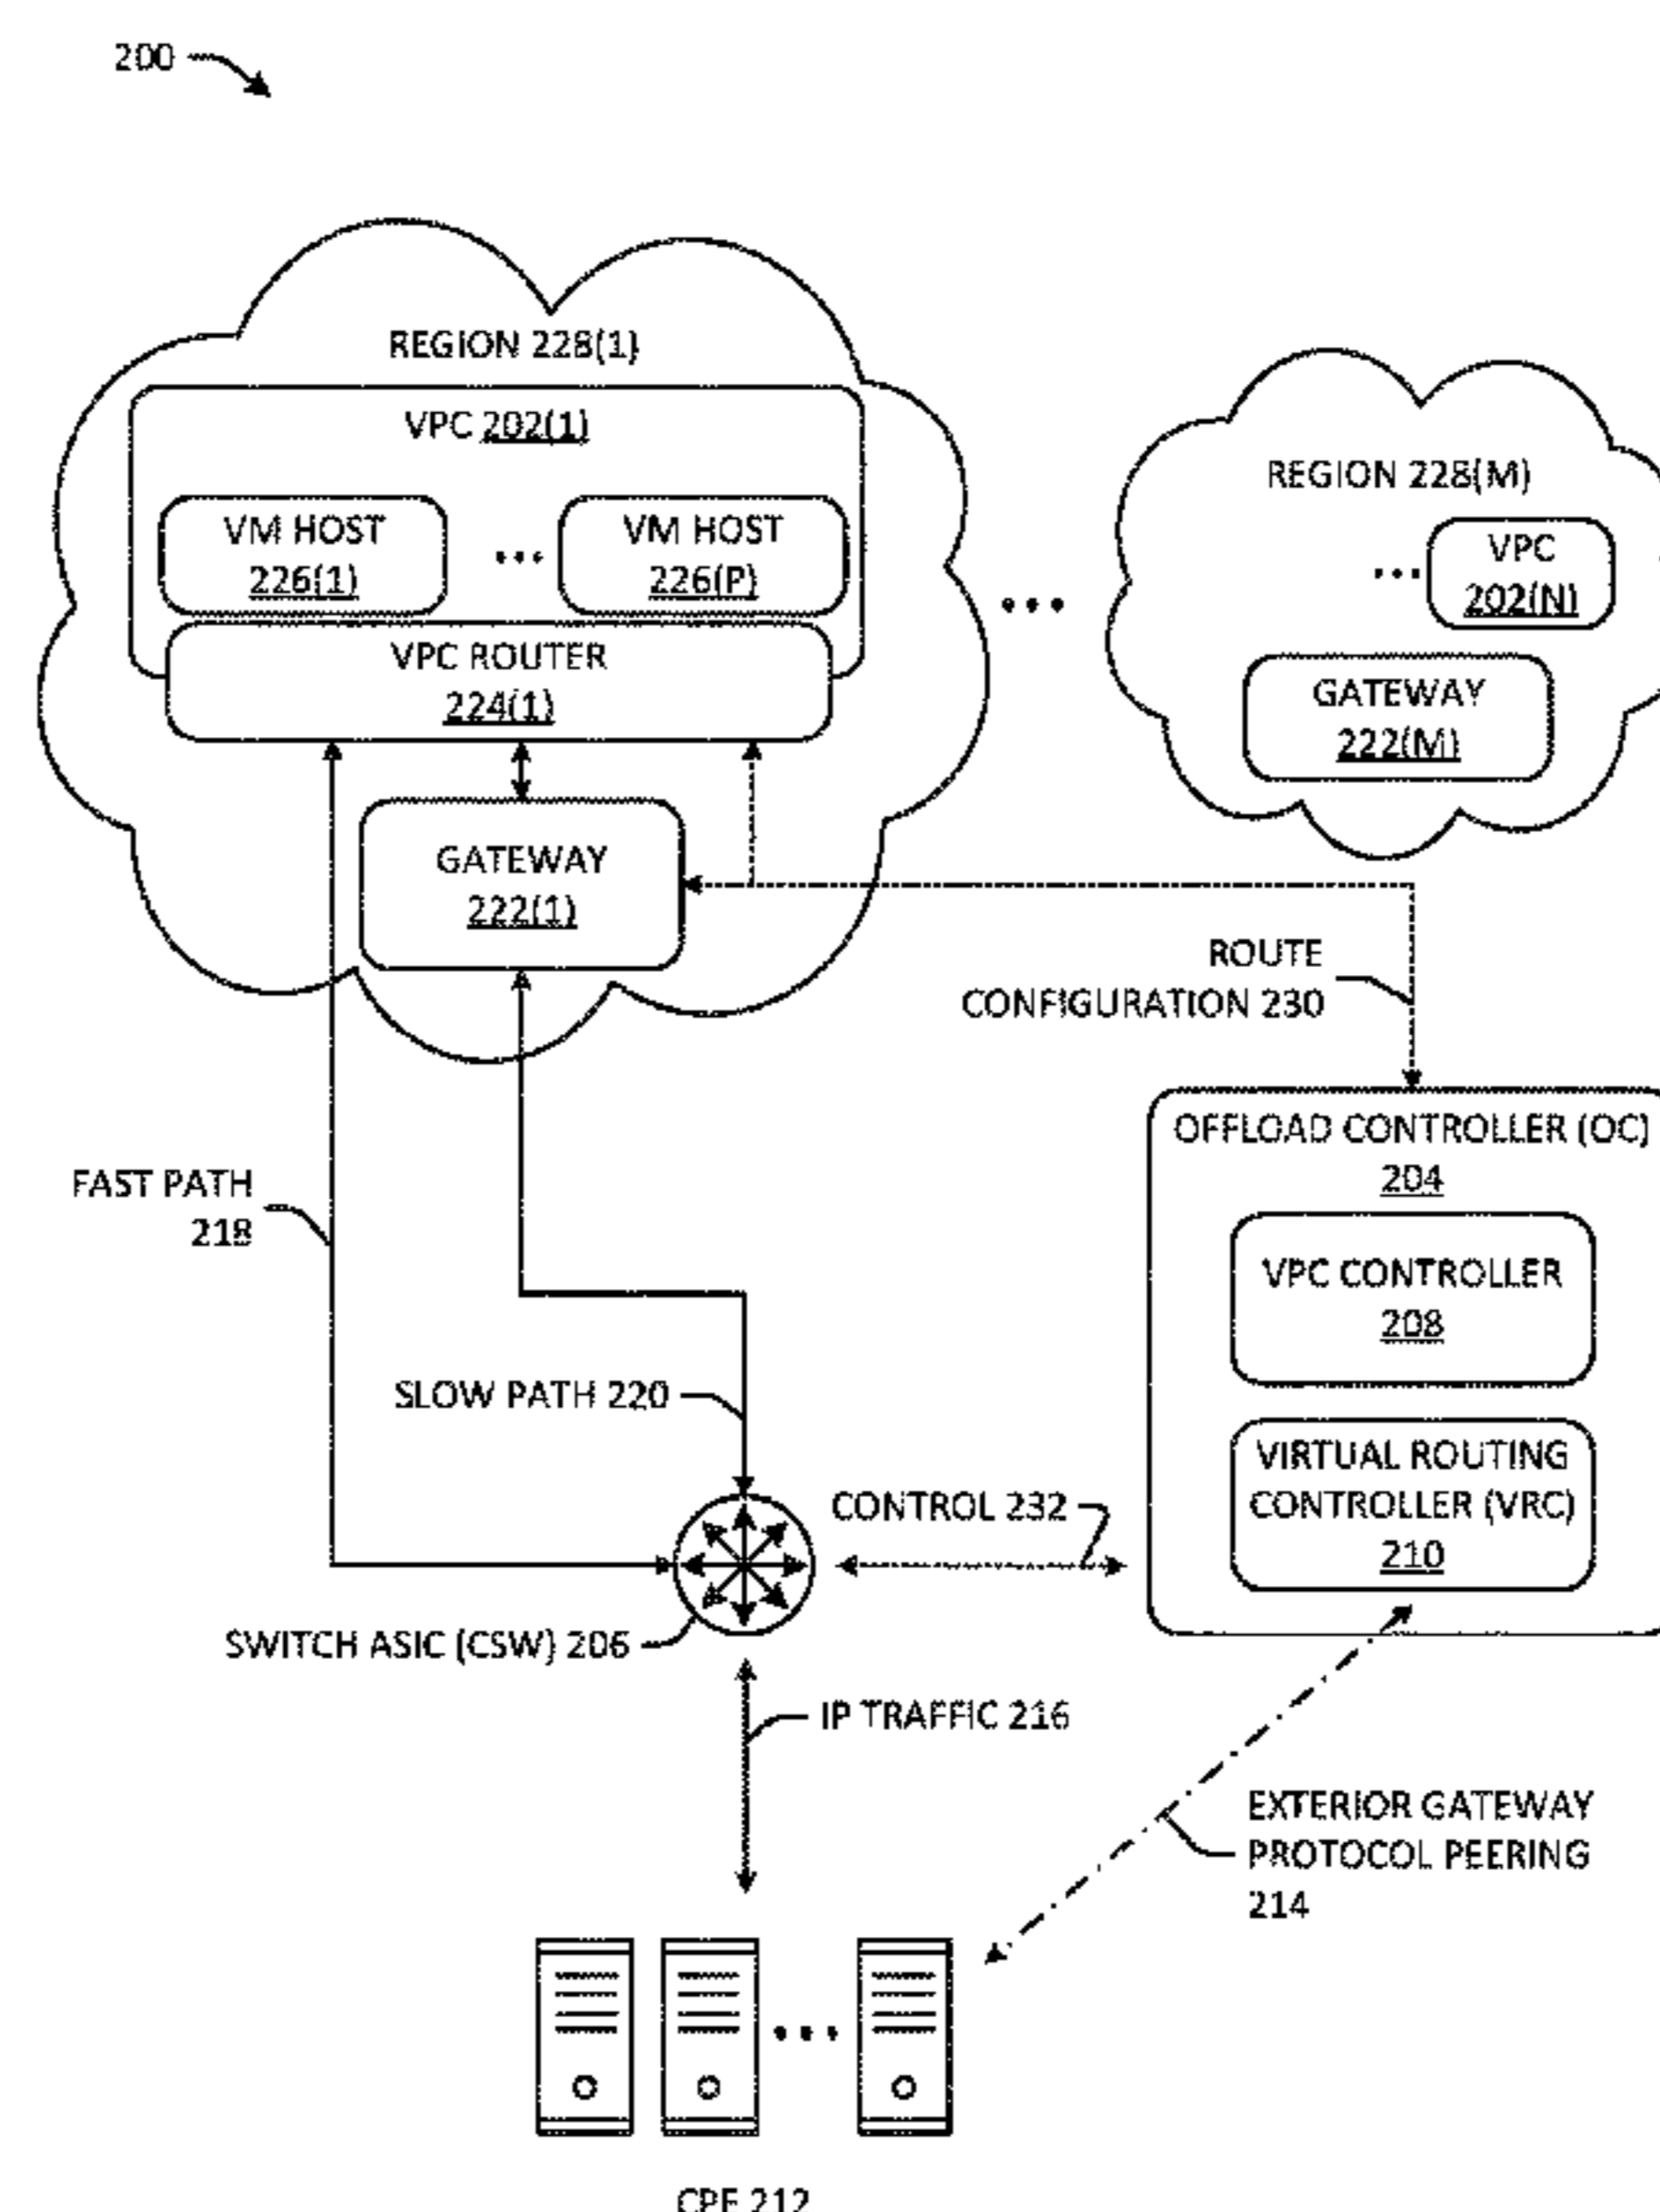 200
REGION 228(1)
VPC 202(1)
VM HOST
226(1)
...
VM HOST
226(P)
VPC ROUTER
224(1)
GATEWAY
222(1)
...
REGION 228(M)
...
VPC
202(N)
GATEWAY
222(M)
ROUTE
CONFIGURATION 230
OFFLOAD CONTROLLER (OC)
204
VPC CONTROLLER
208
VIRTUAL ROUTING
CONTROLLER (VRC)
210
FAST PATH
218
SLOW PATH 220
CONTROL 232
SWITCH ASIC (CSW) 206
IP TRAFFIC 216
EXTERIOR GATEWAY
PROTOCOL PEERING
214
...
CPE 212